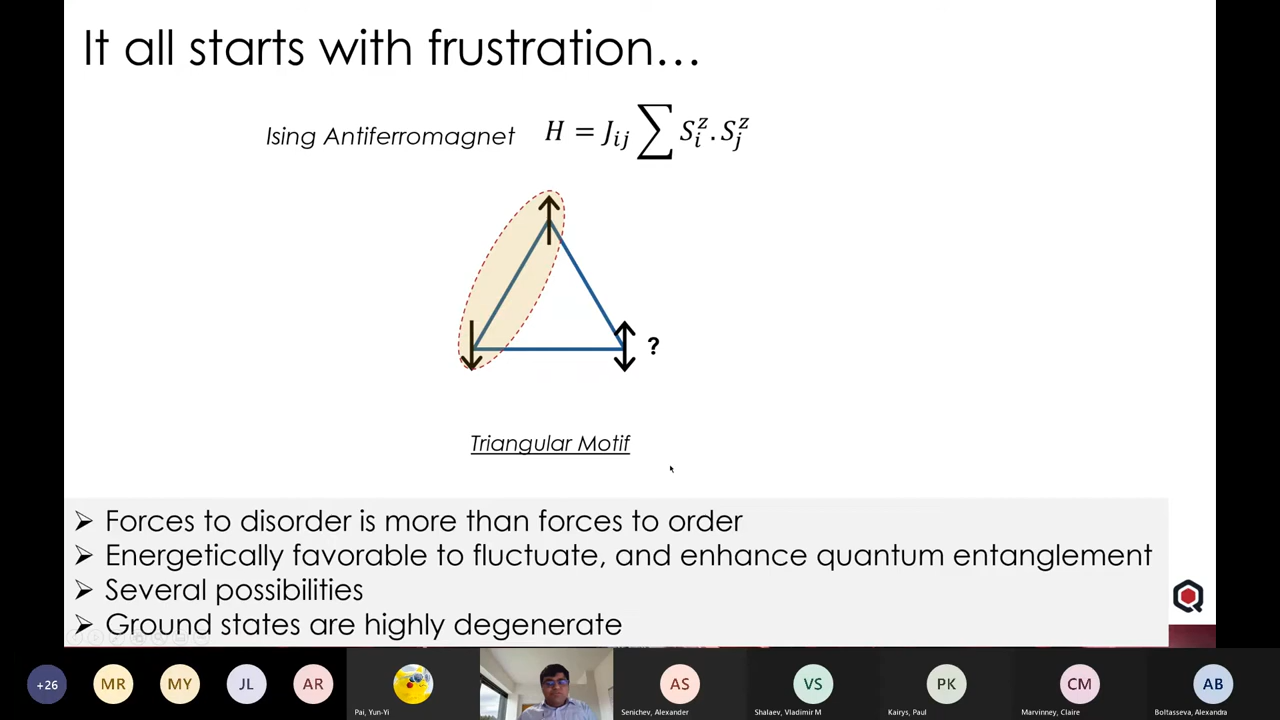 It all starts with frustration…
Ising Antiferromagnet H = J_{ij} ∑ S_i^z . S_j^z
?
Triangular Motif
➢ Forces to disorder is more than forces to order
➢ Energetically favorable to fluctuate, and enhance quantum entanglement
➢ Several possibilities
➢ Ground states are highly degenerate
+26 MR MY JL AR AS VS PK CM AB
Pai, Yun-Yi Senichev, Alexander Shalaev, Vladimir M Kairys, Paul Marvinney, Claire Boltasseva, Alexandra